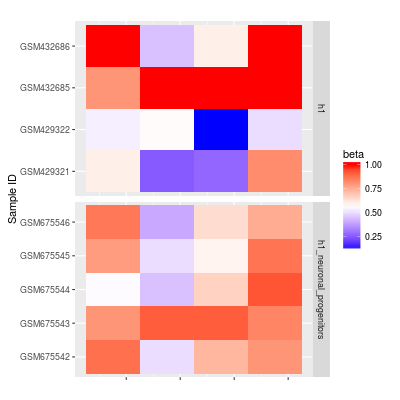 Sample ID
GSM432686
GSM432685
GSM429322
GSM429321
h1
GSM675546
GSM675545
GSM675544
GSM675543
GSM675542
h1_neuronal_progenitors
beta
1.00
0.75
0.50
0.25